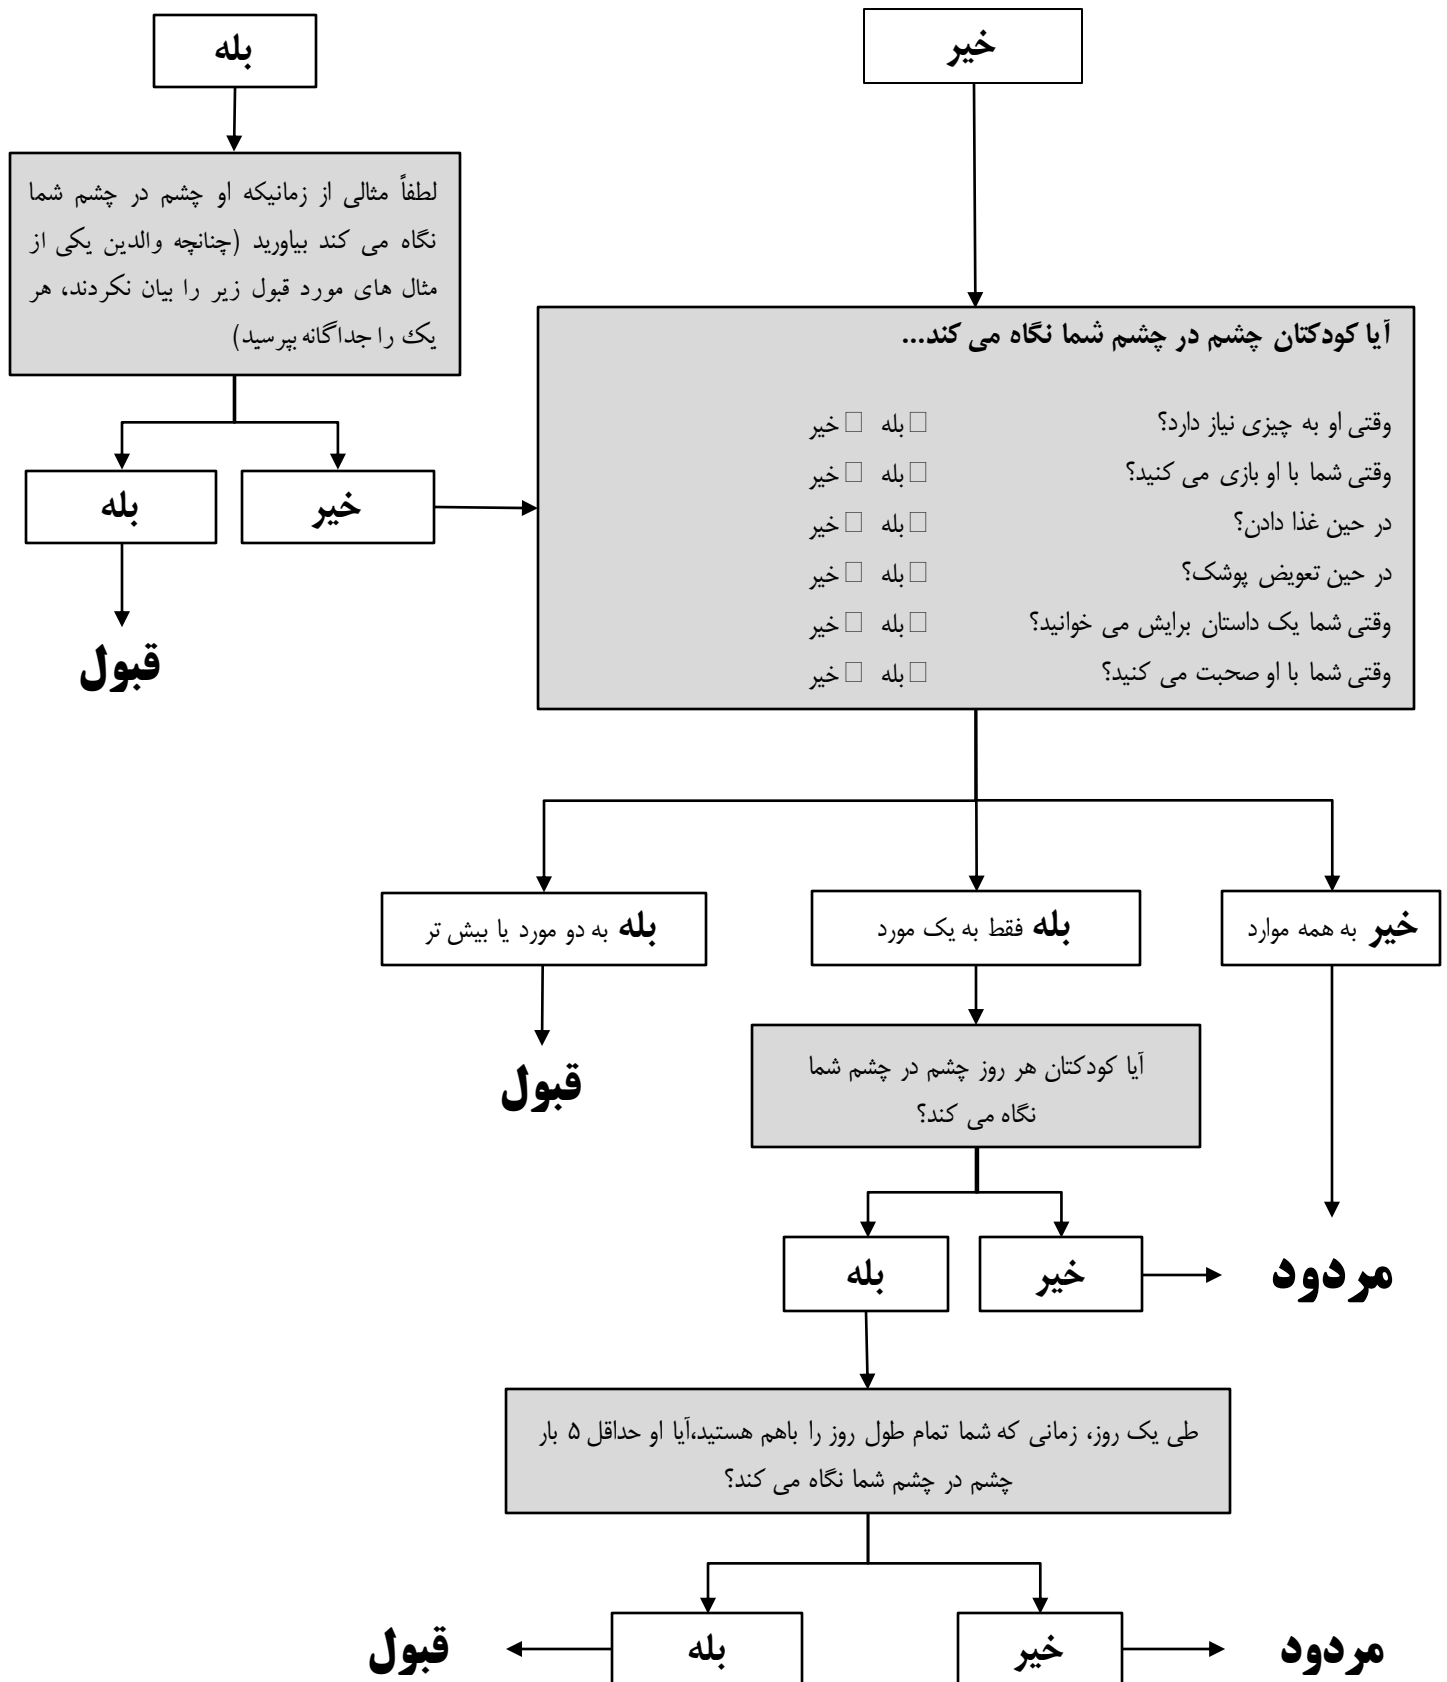 بله
خیر
لطفاً مثالی از زمانیکه او چشم در چشم شما
نگاه می کند بیاورید (چنانچه والدین یکی از
مثال های مورد قبول زیر را بیان نکردند، هر
یک را جداگانه بپرسید)
بله
خیر
قبول
آیا کودکتان چشم در چشم شما نگاه می کند...
وقتی او به چیزی نیاز دارد؟ □ بله □ خیر
وقتی شما با او بازی می کنید؟ □ بله □ خیر
در حین غذا دادن؟ □ بله □ خیر
در حین تعویض پوشک؟ □ بله □ خیر
وقتی شما یک داستان برایش می خوانید؟ □ بله □ خیر
وقتی شما با او صحبت می کنید؟ □ بله □ خیر
خیر به همه موارد
بله فقط به یک مورد
بله به دو مورد یا بیش تر
قبول
آیا کودکتان هر روز چشم در چشم شما
نگاه می کند؟
بله
خیر
مردود
طی یک روز، زمانی که شما تمام طول روز را باهم هستید،آیا او حداقل ۵ بار
چشم در چشم شما نگاه می کند؟
مردود
خیر
بله
قبول